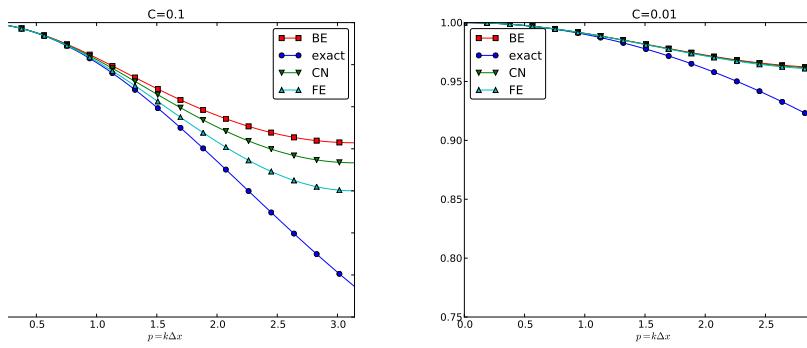 C=0.1
BE
exact
CN
FE
0.5 1.0 1.5 2.0 2.5 3.0
p=kΔx
C=0.01
1.00
0.95
0.90
0.85
0.80
0.75
BE
exact
CN
FE
0.0 0.5 1.0 1.5 2.0 2.5
p=kΔx